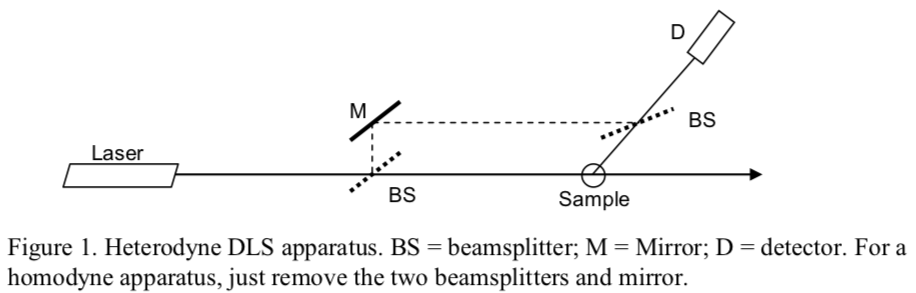 D
M
BS
Laser
BS
Sample
Figure 1. Heterodyne DLS apparatus. BS = beamsplitter; M = Mirror; D = detector. For a
homodyne apparatus, just remove the two beamsplitters and mirror.